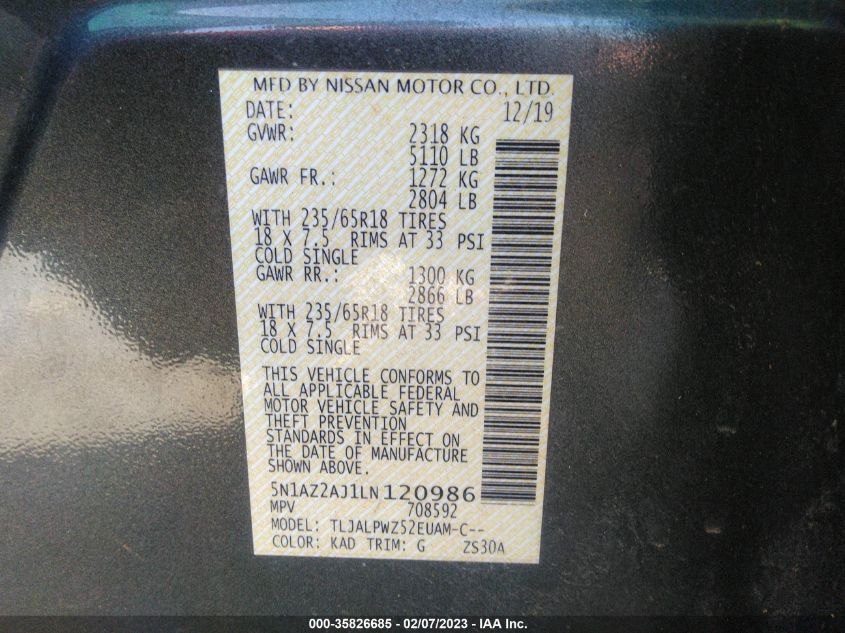 MFD BY NISSAN MOTOR CO., LTD.
DATE: 12/19
GVWR: 2318 KG
5110 LB
GAWR FR.: 1272 KG
2804 LB
WITH 235/65R18 TIRES
18 X 7.5 RIMS AT 33 PSI
COLD SINGLE
GAWR RR.: 1300 KG
2866 LB
WITH 235/65R18 TIRES
18 X 7.5 RIMS AT 33 PSI
COLD SINGLE
THIS VEHICLE CONFORMS TO
ALL APPLICABLE FEDERAL
MOTOR VEHICLE SAFETY AND
THEFT PREVENTION
STANDARDS IN EFFECT ON
THE DATE OF MANUFACTURE
SHOWN ABOVE.
5N1AZ2AJ1LN120986
MPV 708592
MODEL: TLJALPWZ52EUAM-C--
COLOR: KAD TRIM: G ZS30A
000-35826685 - 02/07/2023 - IAA Inc.